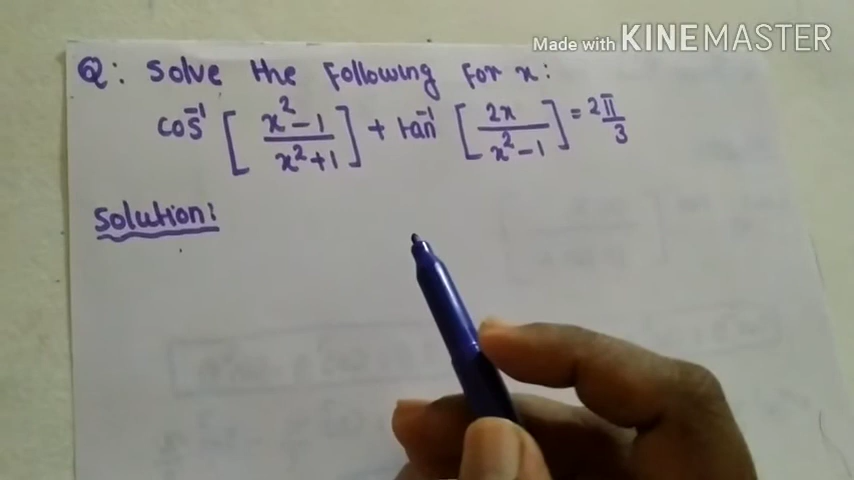 Made with KINEMASTER
Q: Solve the following for x:
cos⁻¹ [ (x²-1)/(x²+1) ] + tan⁻¹ [ 2x/(x²-1) ] = 2π/3
Solution: